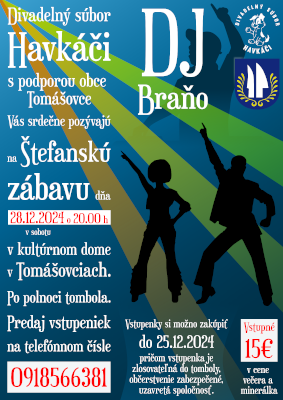 Divadelný súbor
Havkáči
s podporou obce
Tomášovce
Vás srdečne pozývajú
na Štefanskú
zábavu dňa
28.12.2024 o 20.00 h
v sobotu
v kultúrnom dome
v Tomášovciach.
Po polnoci tombola.
Predaj vstupeniek
na telefónnom čísle
0918566381
DJ
Braňo
DIVADELNÝ SÚBOR
HAVKÁČI
Vstupenky si možno zakúpiť
do 25.12.2024
pričom vstupenka je
zlosovateľná do tomboly,
občerstvenie zabezpečené,
uzavretá spoločnosť.
Vstupné
15€
v cene
večera a
minerálka